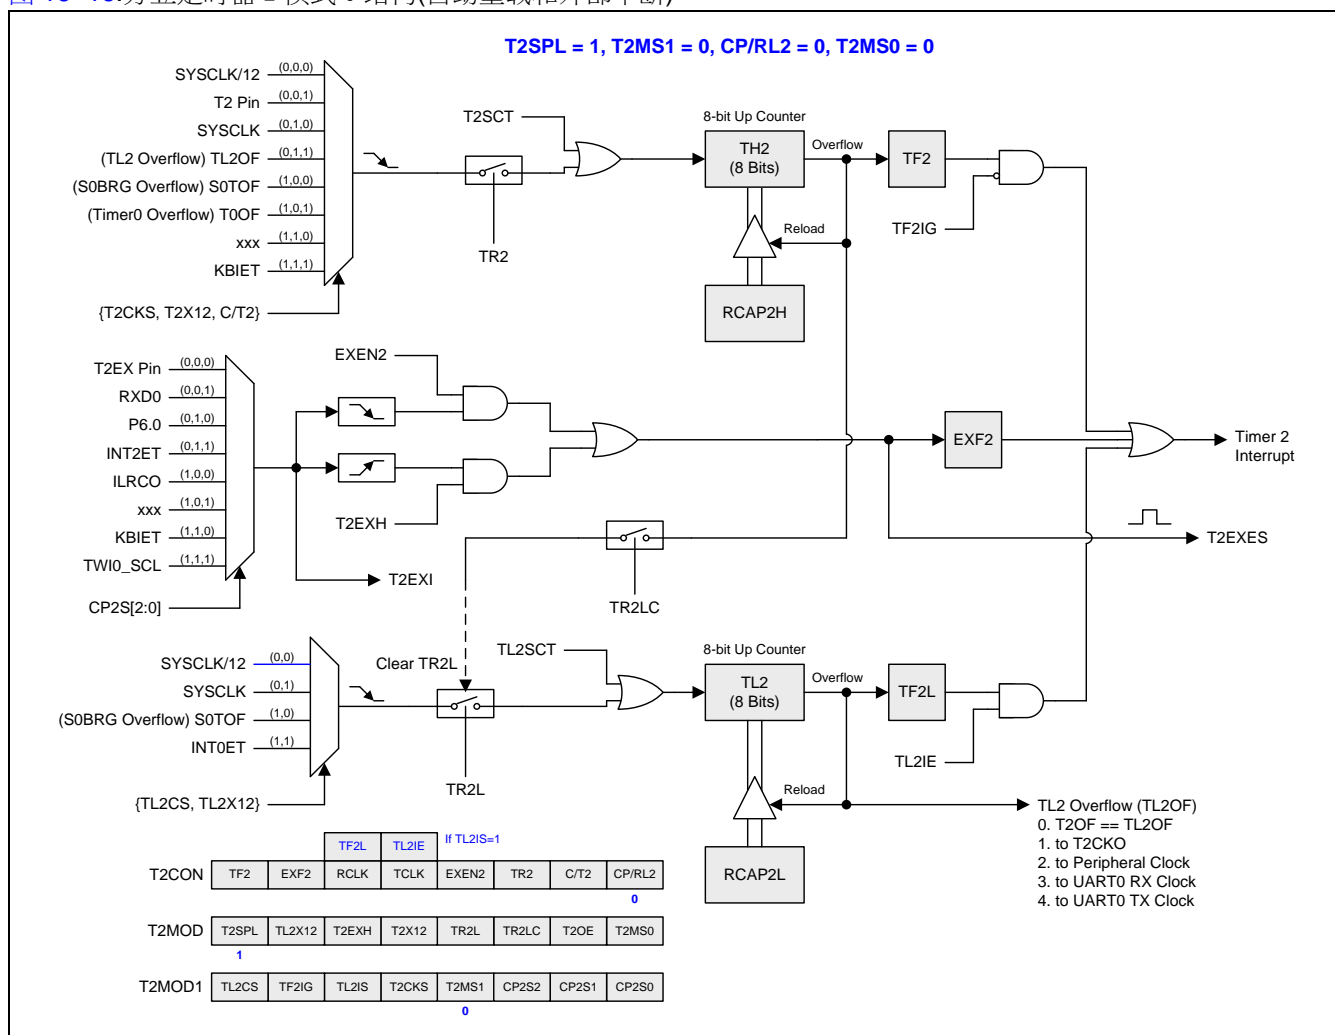 T2SPL = 1, T2MS1 = 0, CP/RL2 = 0, T2MS0 = 0
SYSCLK/12 (0,0,0)
T2 Pin (0,0,1)
SYSCLK (0,1,0)
(TL2 Overflow) TL2OF (0,1,1)
(S0BRG Overflow) S0TOF (1,0,0)
(Timer0 Overflow) T0OF (1,0,1)
xxx (1,1,0)
KBIET (1,1,1)
{T2CKS, T2X12, C/T2}
T2SCT
TR2
8-bit Up Counter
TH2
(8 Bits)
Overflow
TF2
TF2IG
Reload
RCAP2H
T2EX Pin (0,0,0)
RXD0 (0,0,1)
P6.0 (0,1,0)
INT2ET (0,1,1)
ILRCO (1,0,0)
xxx (1,0,1)
KBIET (1,1,0)
TWI0_SCL (1,1,1)
CP2S[2:0]
EXEN2
T2EXH
T2EXI
EXF2
Timer 2
Interrupt
T2EXES
TR2LC
SYSCLK/12 (0,0)
SYSCLK (0,1)
(S0BRG Overflow) S0TOF (1,0)
INT0ET (1,1)
{TL2CS, TL2X12}
Clear TR2L
TR2L
TL2SCT
8-bit Up Counter
TL2
(8 Bits)
Overflow
TF2L
TL2IE
Reload
RCAP2L
TL2 Overflow (TL2OF)
0. T2OF == TL2OF
1. to T2CKO
2. to Peripheral Clock
3. to UART0 RX Clock
4. to UART0 TX Clock
TF2L TL2IE If TL2IS=1
T2CON TF2 EXF2 RCLK TCLK EXEN2 TR2 C/T2 CP/RL2
0
T2MOD T2SPL TL2X12 T2EXH T2X12 TR2L TR2LC T2OE T2MS0
1
T2MOD1 TL2CS TF2IG TL2IS T2CKS T2MS1 CP2S2 CP2S1 CP2S0
0